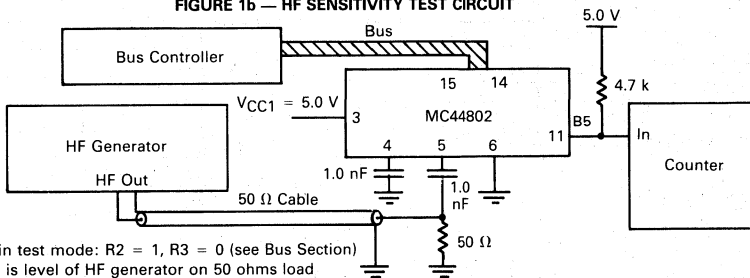 FIGURE 1b — HF SENSITIVITY TEST CIRCUIT
5.0 V
Bus
Bus Controller
15 14
4.7 k
VCC1 = 5.0 V
3
MC44802
B5
11
In
HF Generator
4 5 6
Counter
1.0 nF
HF Out
1.0
nF
50 Ω Cable
50 Ω
in test mode: R2 = 1, R3 = 0 (see Bus Section)
is level of HF generator on 50 ohms load